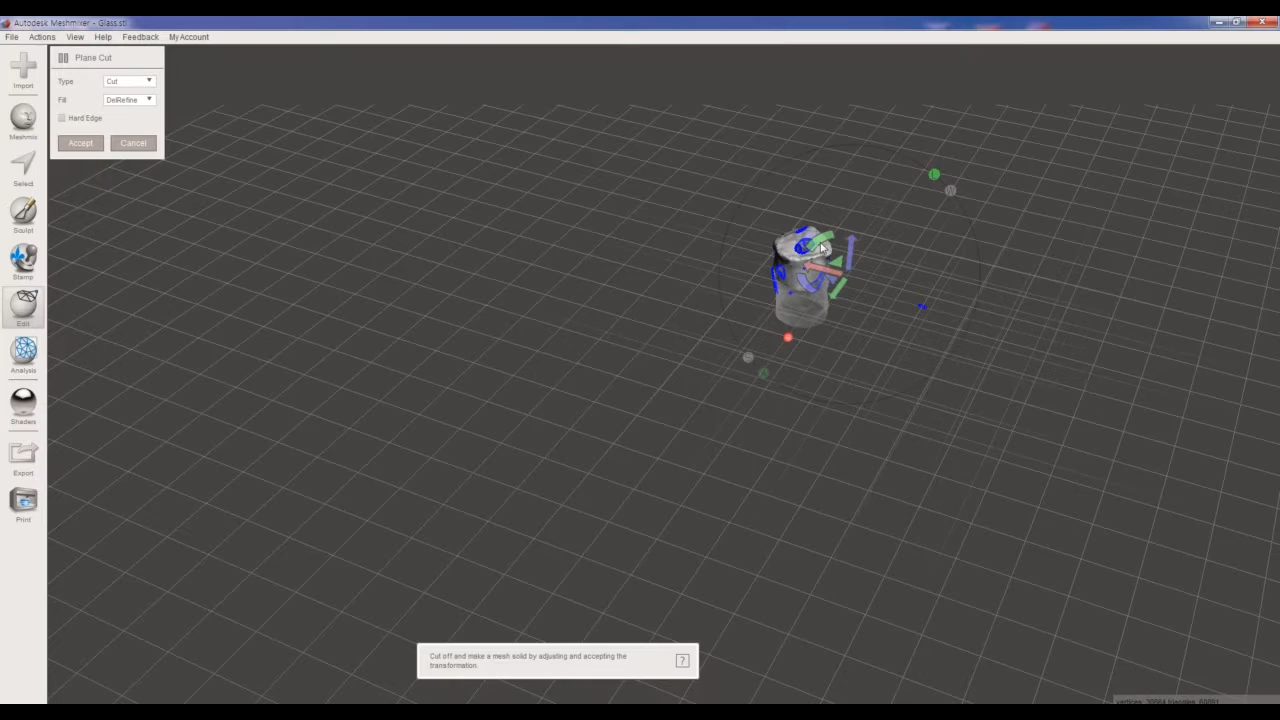 Autodesk Meshmixer - Glass.stl
File Actions View Help Feedback My Account
Plane Cut
Type Cut
Fill DelRefine
Hard Edge
Accept Cancel
Import
Meshmix
Select
Sculpt
Stamp
Edit
Analysis
Shaders
Export
Print
Cut off and make a mesh solid by adjusting and accepting the
transformation.
?